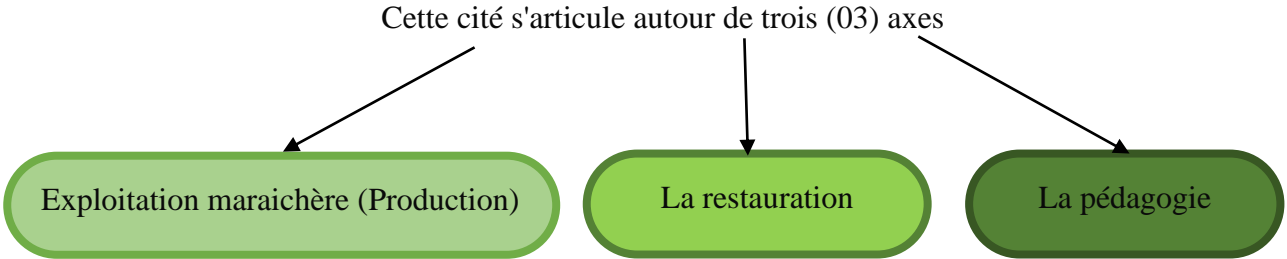 Cette cité s'articule autour de trois (03) axes
Exploitation maraichère (Production)
La restauration
La pédagogie